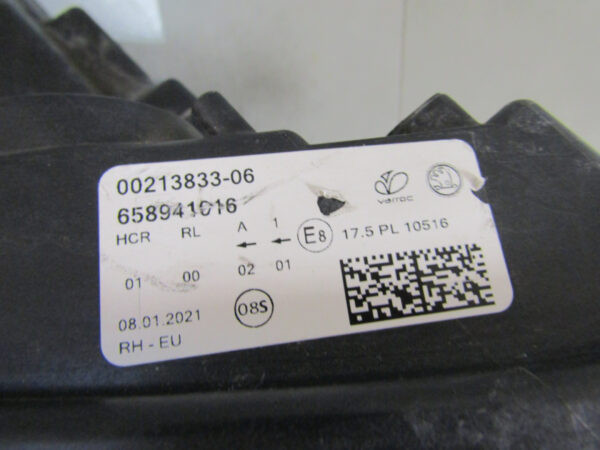 00213833-06
658941016
varroc
HCR RL A 1
E8 17.5 PL 10516
01 00 02 01
08.01.2021 08S
RH - EU